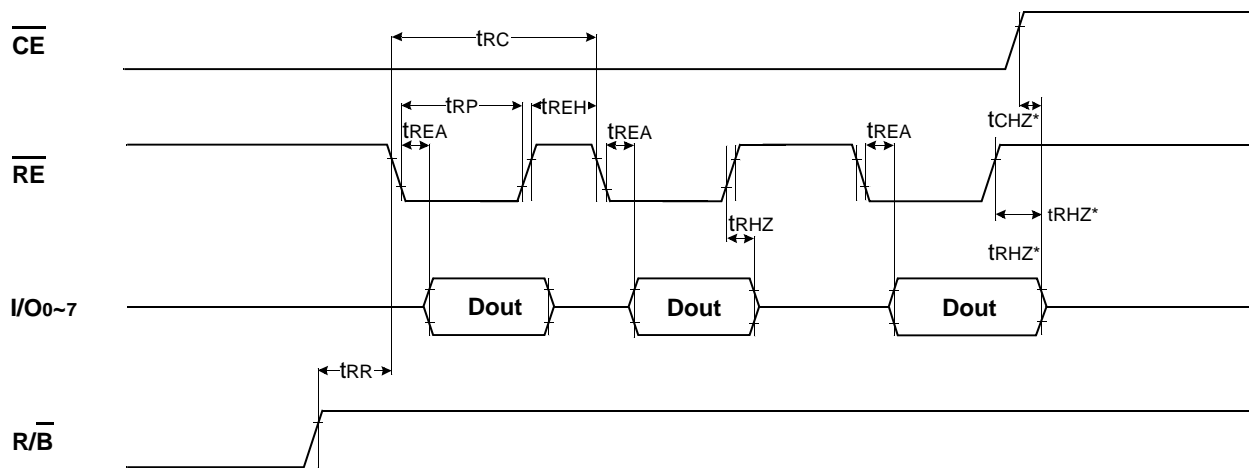 CE
tRC
tRP
tREH
tREA
tREA
tREA
tCHZ*
RE
tRHZ
tRHZ*
tRHZ*
I/O0~7
Dout
Dout
Dout
tRR
R/B